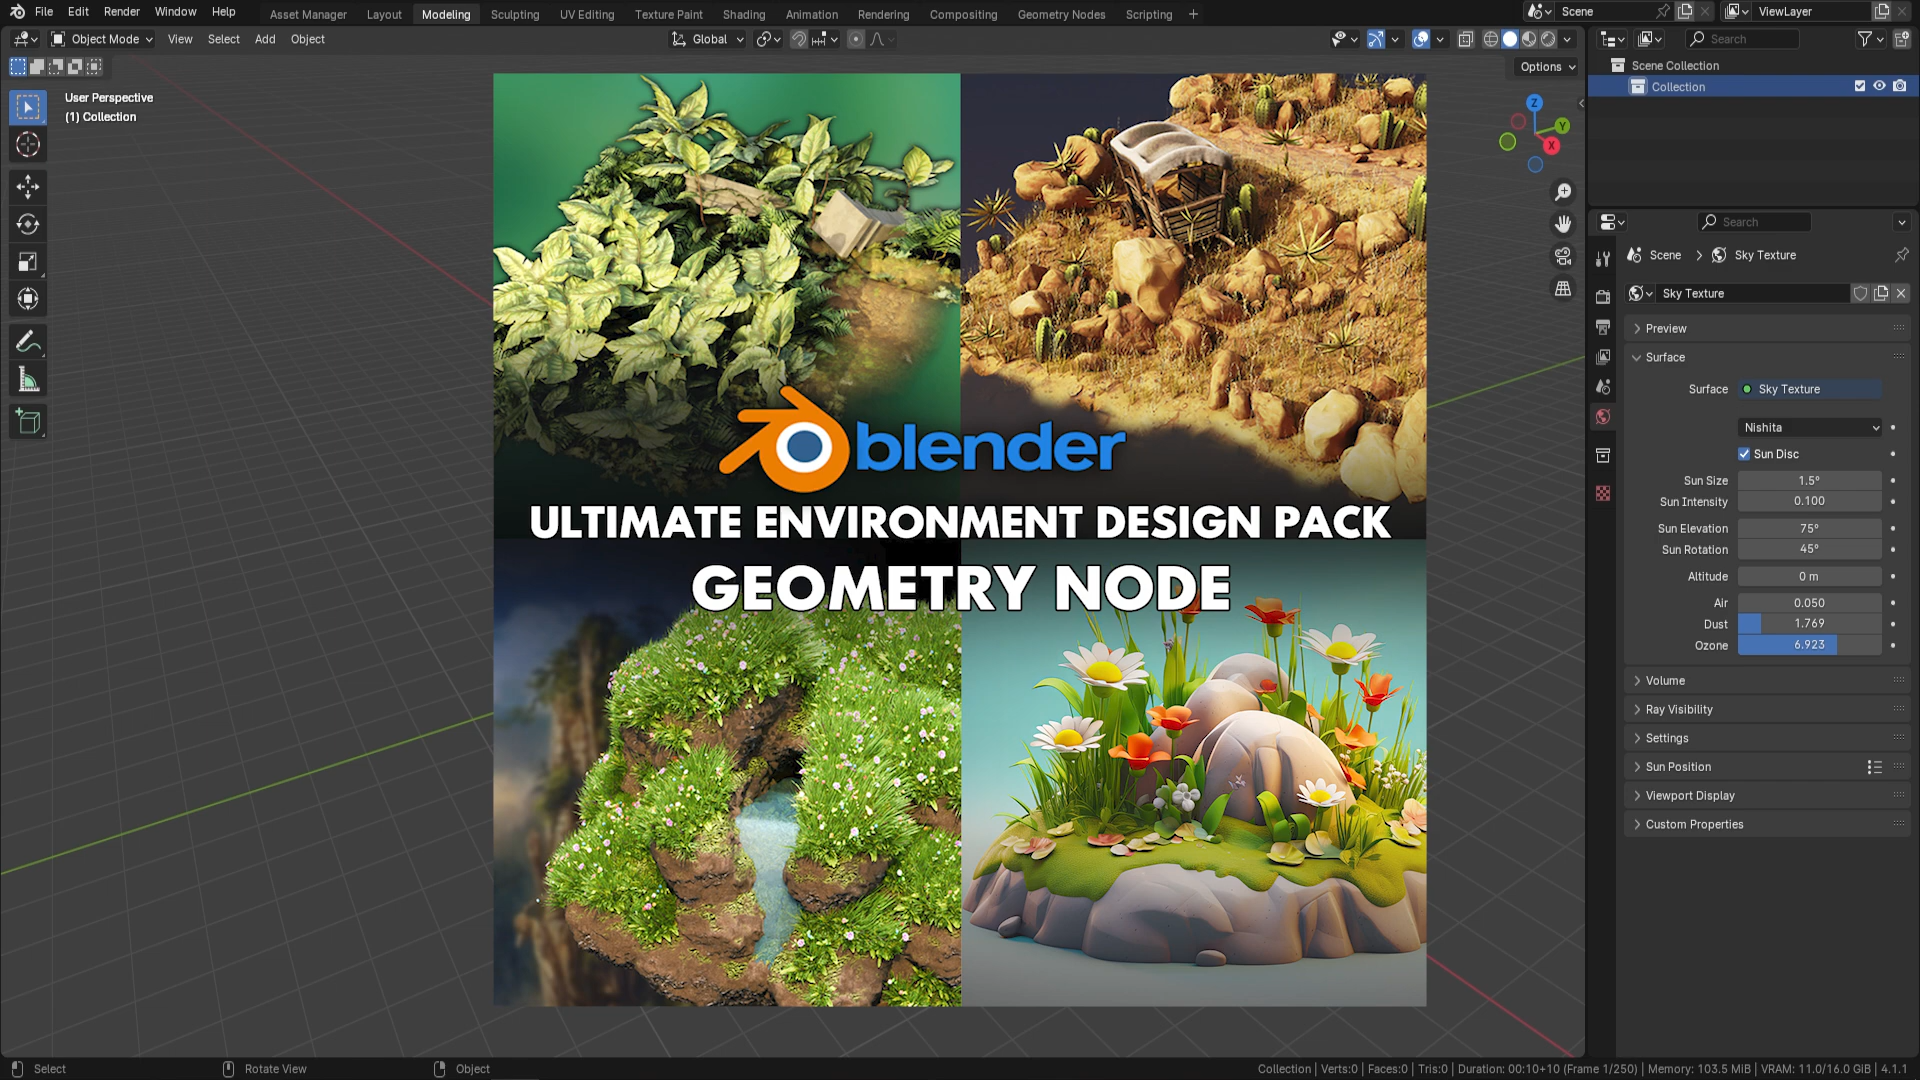 File Edit Render Window Help Asset Manager Layout Modeling Sculpting UV Editing Texture Paint Shading Animation Rendering Compositing Geometry Nodes Scripting + Scene ViewLayer
Object Mode View Select Add Object Global Search
Options
User Perspective
(1) Collection
Z
Y
X
blender
ULTIMATE ENVIRONMENT DESIGN PACK
GEOMETRY NODE
Scene Collection
Collection
Search
Scene > Sky Texture
Sky Texture
Preview
Surface
Surface Sky Texture
Nishita
Sun Disc
Sun Size 1.5°
Sun Intensity 0.100
Sun Elevation 75°
Sun Rotation 45°
Altitude 0 m
Air 0.050
Dust 1.769
Ozone 6.923
Volume
Ray Visibility
Settings
Sun Position
Viewport Display
Custom Properties
Select Rotate View Object Collection | Verts:0 | Faces:0 | Tris:0 | Duration: 00:10+10 (Frame 1/250) | Memory: 103.5 MiB | VRAM: 11.0/16.0 GiB | 4.1.1